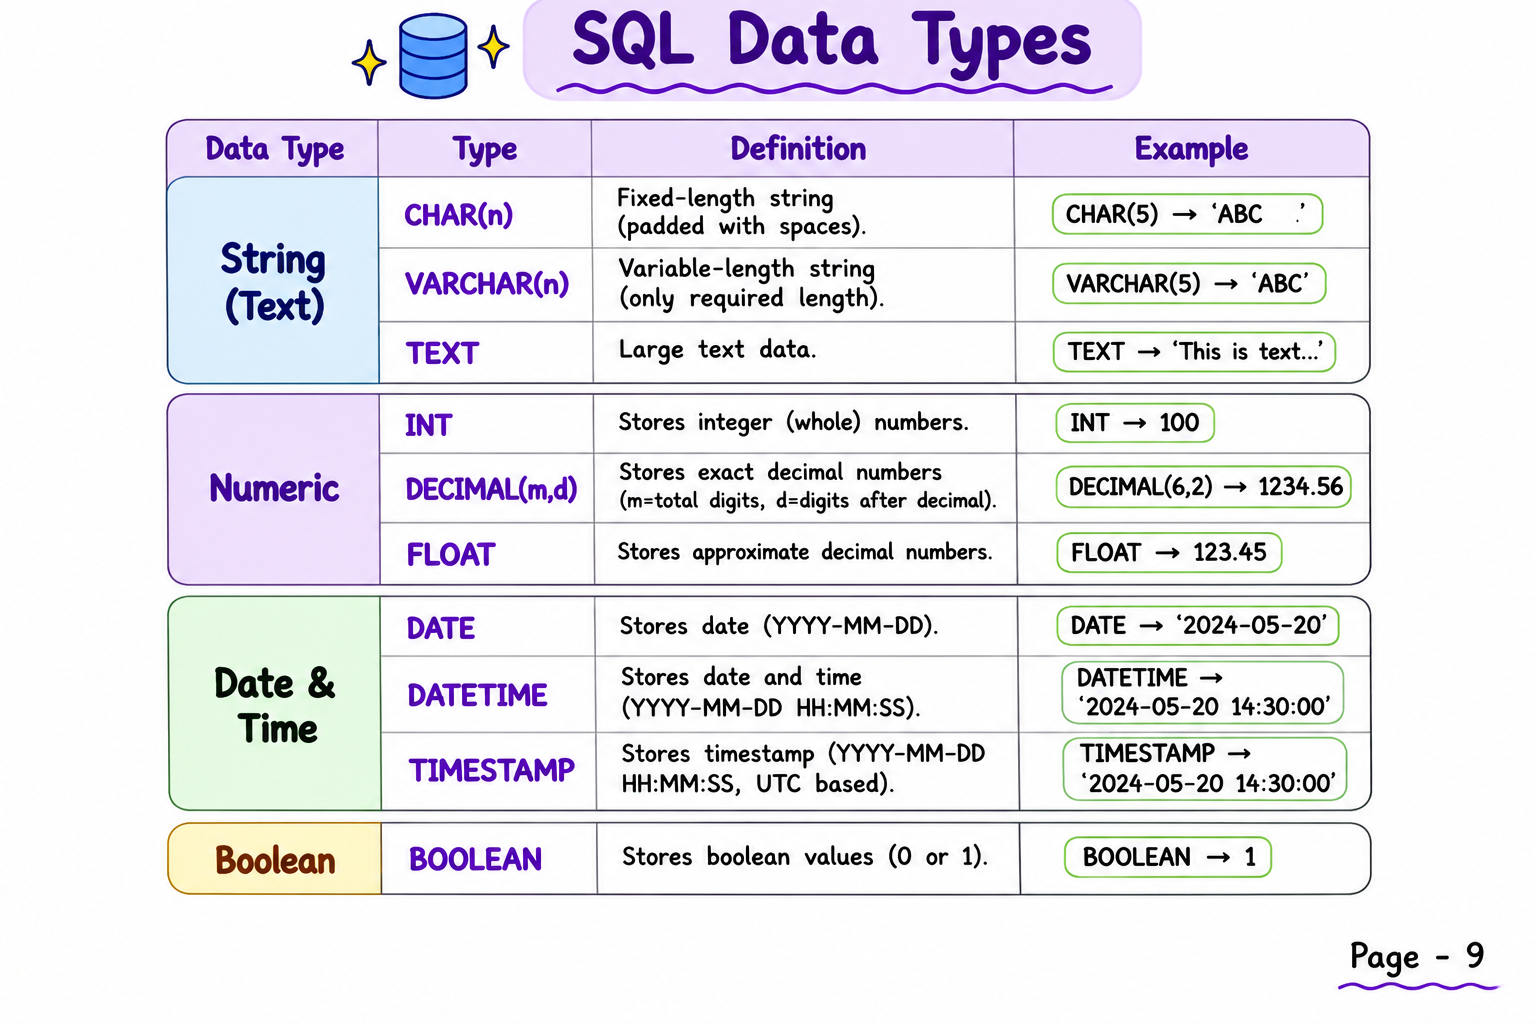 SQL Data Types
Data Type Type Definition Example
String
(Text)
CHAR(n)
Fixed-length string
(padded with spaces).
CHAR(5) → ‘ABC   .’
VARCHAR(n)
Variable-length string
(only required length).
VARCHAR(5) → ‘ABC’
TEXT
Large text data.
TEXT → ‘This is text...’
Numeric
INT
Stores integer (whole) numbers.
INT → 100
DECIMAL(m,d)
Stores exact decimal numbers
(m=total digits, d=digits after decimal).
DECIMAL(6,2) → 1234.56
FLOAT
Stores approximate decimal numbers.
FLOAT → 123.45
Date &
Time
DATE
Stores date (YYYY-MM-DD).
DATE → ‘2024-05-20’
DATETIME
Stores date and time
(YYYY-MM-DD HH:MM:SS).
DATETIME →
‘2024-05-20 14:30:00’
TIMESTAMP
Stores timestamp (YYYY-MM-DD
HH:MM:SS, UTC based).
TIMESTAMP →
‘2024-05-20 14:30:00’
Boolean
BOOLEAN
Stores boolean values (0 or 1).
BOOLEAN → 1
Page - 9